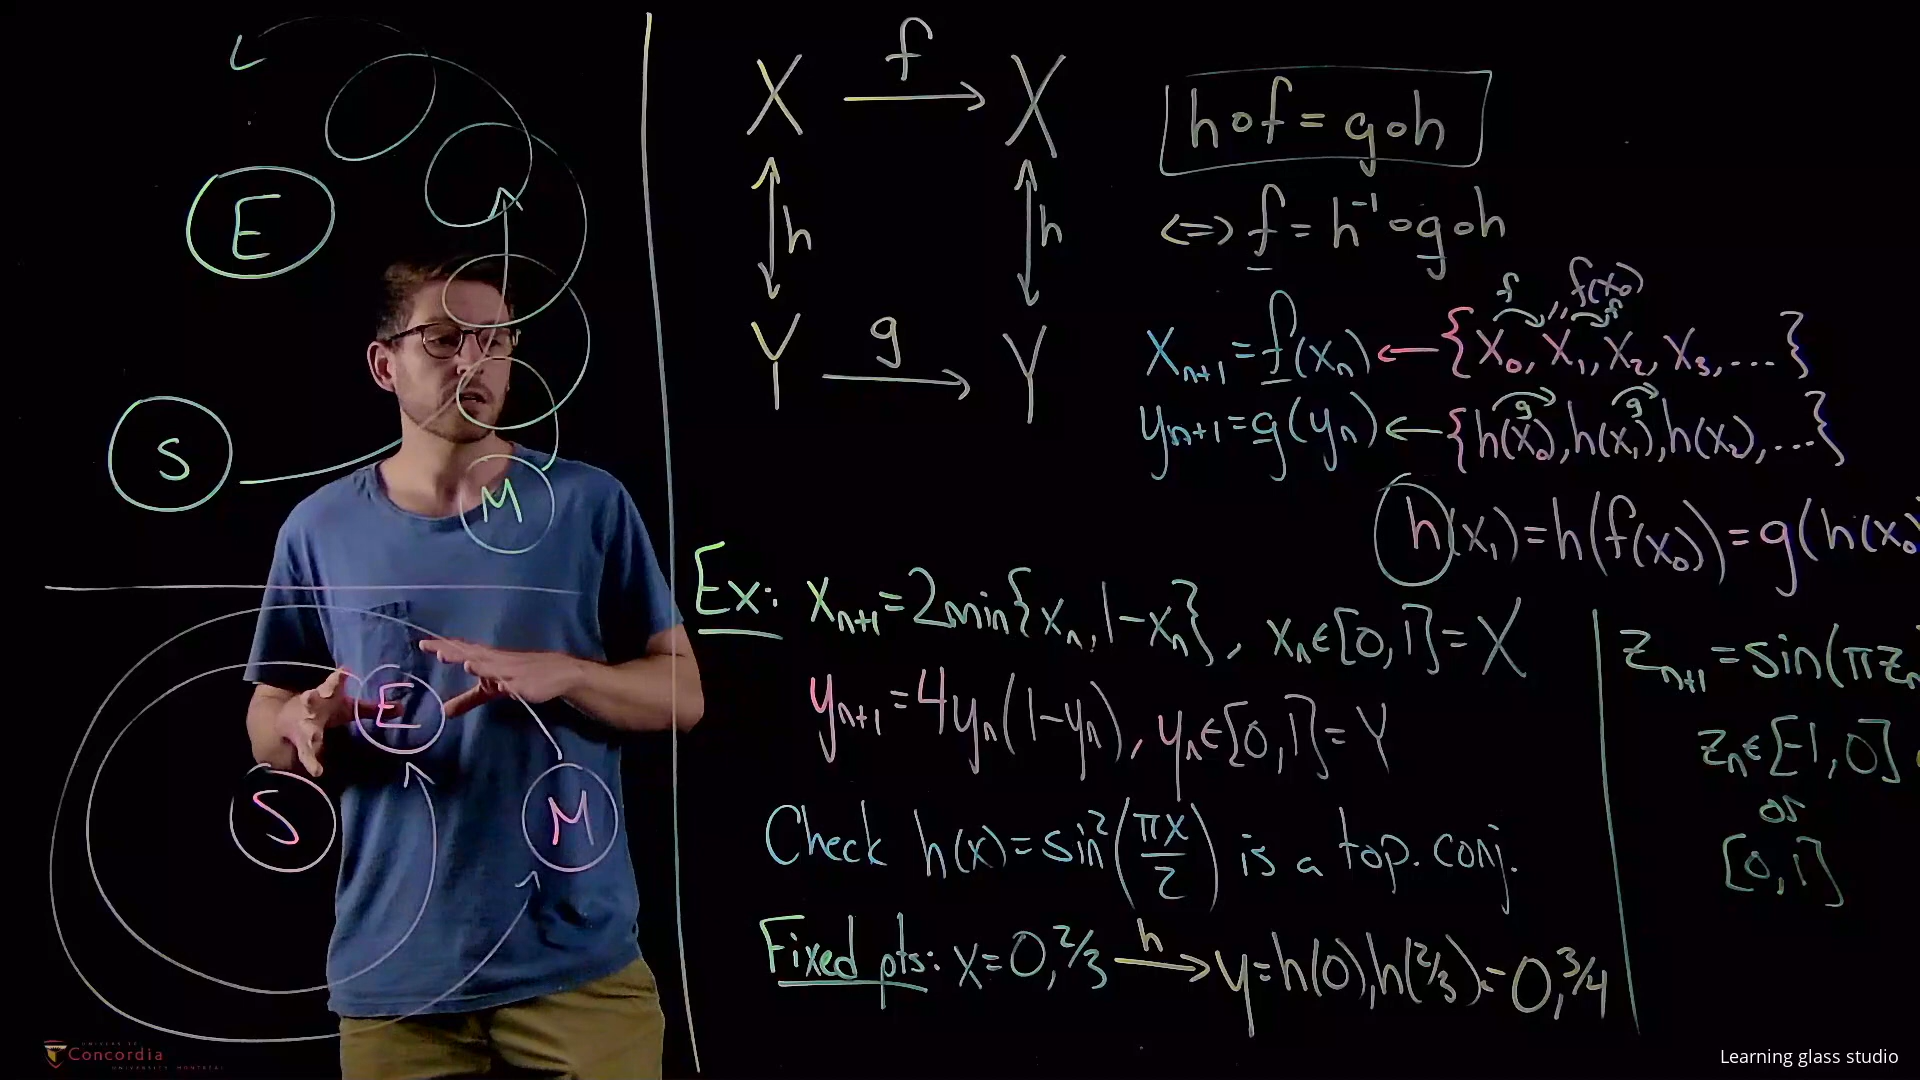 E
S
M
E
S
M
X f X
h h
Y g Y
h∘f = g∘h
<=> f = h⁻¹∘g∘h
f f(x₀)
xₙ₊₁ = f(xₙ) ← {x₀, x₁, x₂, x₃, ....}
g g
yₙ₊₁ = g(yₙ) ← {h(x₀), h(x₁), h(x₂), ....}
h(x₁) = h(f(x₀)) = g(h(x₀)
Ex: xₙ₊₁ = 2min{xₙ, 1-xₙ}, xₙ∈[0,1] = X
yₙ₊₁ = 4yₙ(1-yₙ), yₙ∈[0,1] = Y
Check h(x) = sin²(πx/2) is a top. conj.
Fixed pts: x = 0, 2/3 h→ y = h(0), h(2/3) = 0, 3/4
zₙ₊₁ = sin(πzₙ
zₙ∈[-1,0]
or
[0,1]
Concordia
Learning glass studio